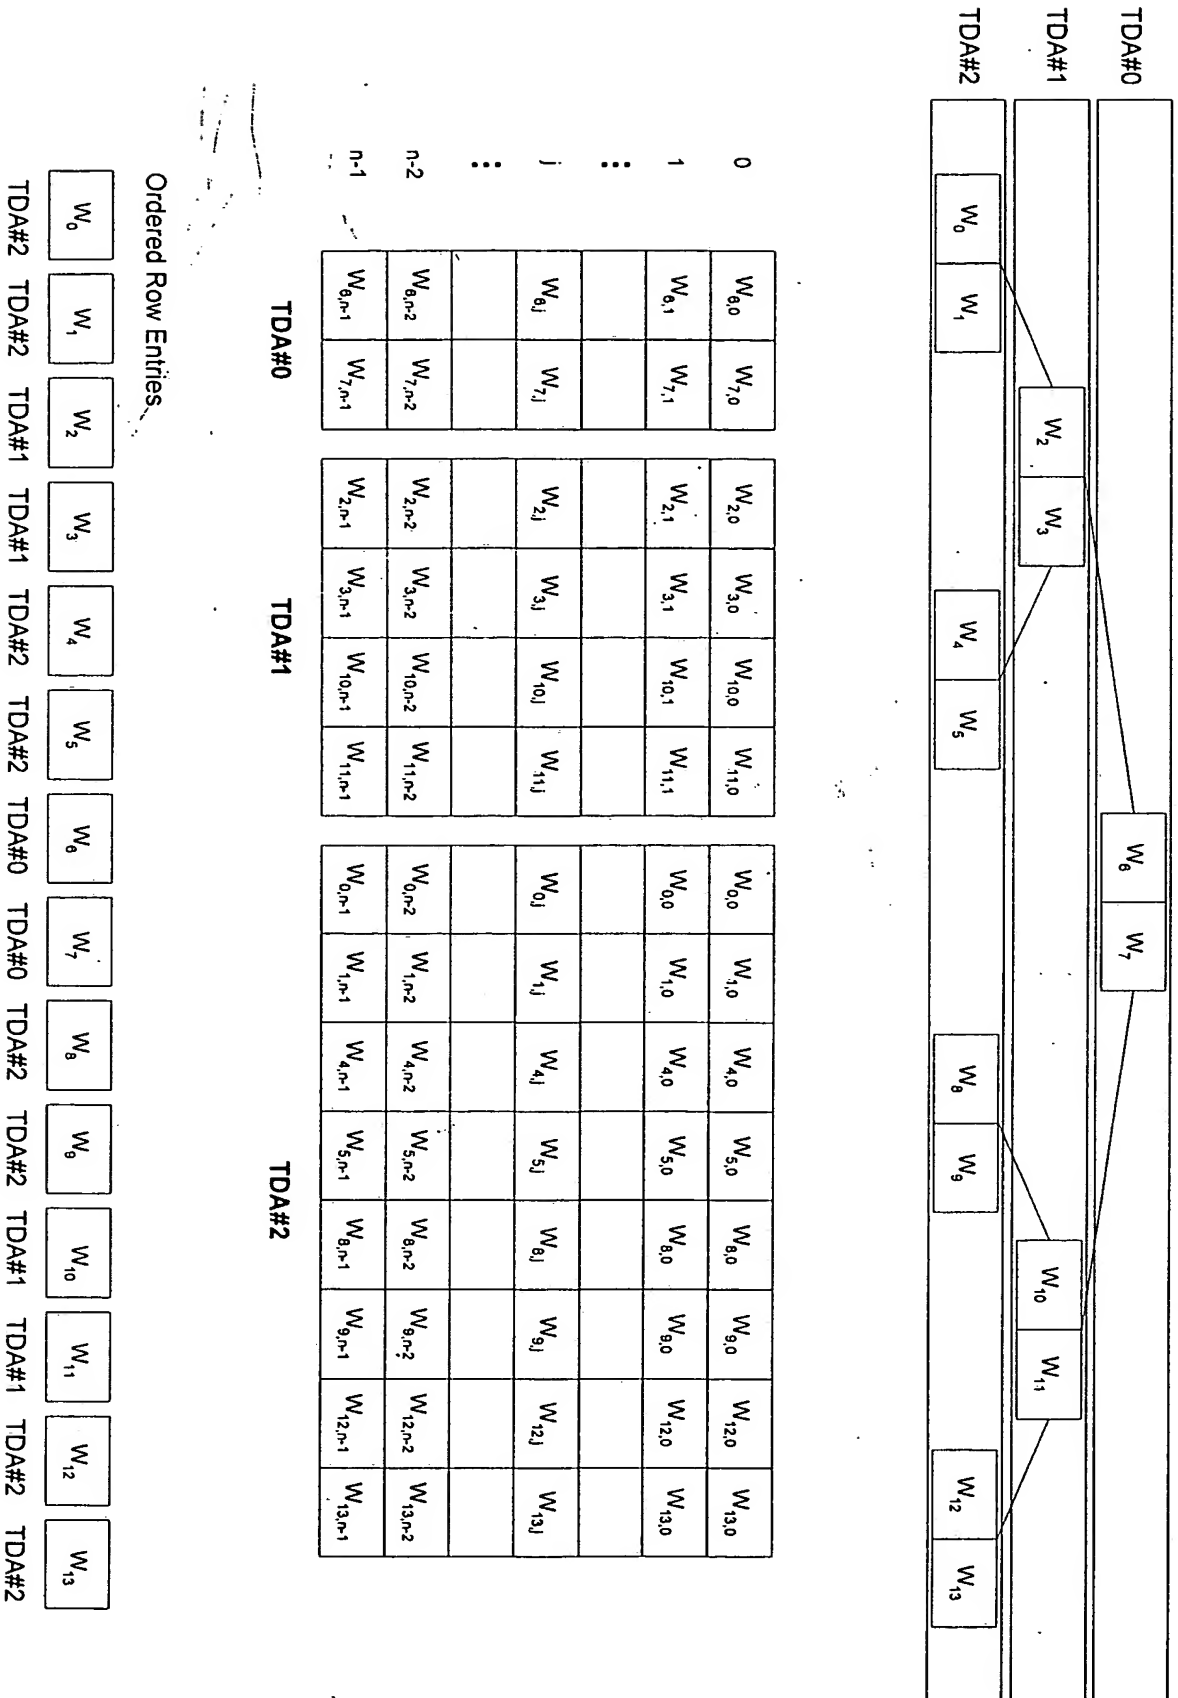 TDA#0
W6 W7
TDA#1
W2 W3 W10 W11
TDA#2
W0 W1 W4 W5 W8 W9 W12 W13
0 W6,0 W7,0 W2,0 W3,0 W10,0 W11,0 W0,0 W1,0 W4,0 W5,0 W8,0 W9,0 W12,0 W13,0
1 W6,1 W7,1 W2,1 W3,1 W10,1 W11,1 W0,0 W1,0 W4,0 W5,0 W8,0 W9,0 W12,0 W13,0
⋮
j W6,j W7,j W2,j W3,j W10,j W11,j W0,j W1,j W4,j W5,j W8,j W9,j W12,j W13,j
⋮
n-2 W6,n-2 W7,n-2 W2,n-2 W3,n-2 W10,n-2 W11,n-2 W0,n-2 W1,n-2 W4,n-2 W5,n-2 W8,n-2 W9,n-2 W12,n-2 W13,n-2
n-1 W6,n-1 W7,n-1 W2,n-1 W3,n-1 W10,n-1 W11,n-1 W0,n-1 W1,n-1 W4,n-1 W5,n-1 W8,n-1 W9,n-1 W12,n-1 W13,n-1
TDA#0 TDA#1 TDA#2
Ordered Row Entries
W0 W1 W2 W3 W4 W5 W6 W7 W8 W9 W10 W11 W12 W13
TDA#2 TDA#2 TDA#1 TDA#1 TDA#2 TDA#2 TDA#0 TDA#0 TDA#2 TDA#2 TDA#1 TDA#1 TDA#2 TDA#2